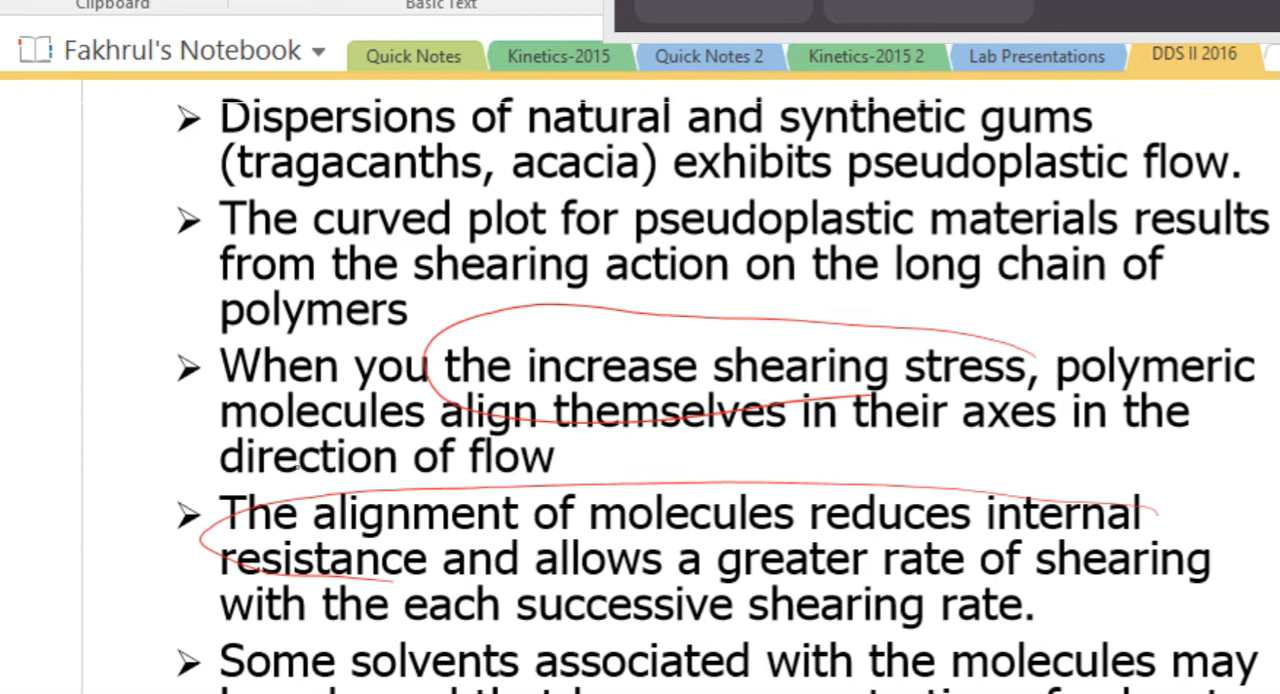 Clipboard
Basic Text
Fakhrul's Notebook
Quick Notes
Kinetics-2015
Quick Notes 2
Kinetics-2015 2
Lab Presentations
DDS II 2016
➢ Dispersions of natural and synthetic gums
(tragacanths, acacia) exhibits pseudoplastic flow.
➢ The curved plot for pseudoplastic materials results
from the shearing action on the long chain of
polymers
➢ When you the increase shearing stress, polymeric
molecules align themselves in their axes in the
direction of flow
➢ The alignment of molecules reduces internal
resistance and allows a greater rate of shearing
with the each successive shearing rate.
➢ Some solvents associated with the molecules may